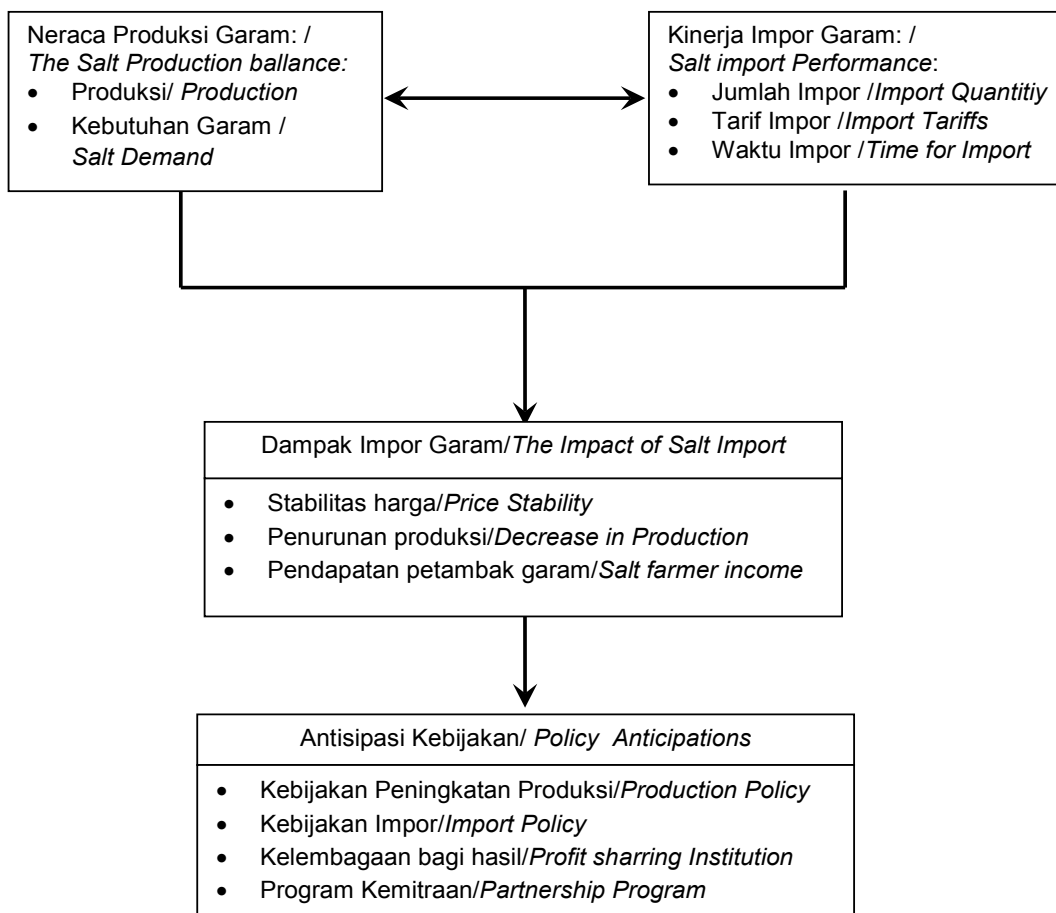 Neraca Produksi Garam: /
The Salt Production ballance:
• Produksi/ Production
• Kebutuhan Garam /
Salt Demand
Kinerja Impor Garam: /
Salt import Performance:
• Jumlah Impor /Import Quantitiy
• Tarif Impor /Import Tariffs
• Waktu Impor /Time for Import
Dampak Impor Garam/The Impact of Salt Import
• Stabilitas harga/Price Stability
• Penurunan produksi/Decrease in Production
• Pendapatan petambak garam/Salt farmer income
Antisipasi Kebijakan/ Policy Anticipations
• Kebijakan Peningkatan Produksi/Production Policy
• Kebijakan Impor/Import Policy
• Kelembagaan bagi hasil/Profit sharring Institution
• Program Kemitraan/Partnership Program